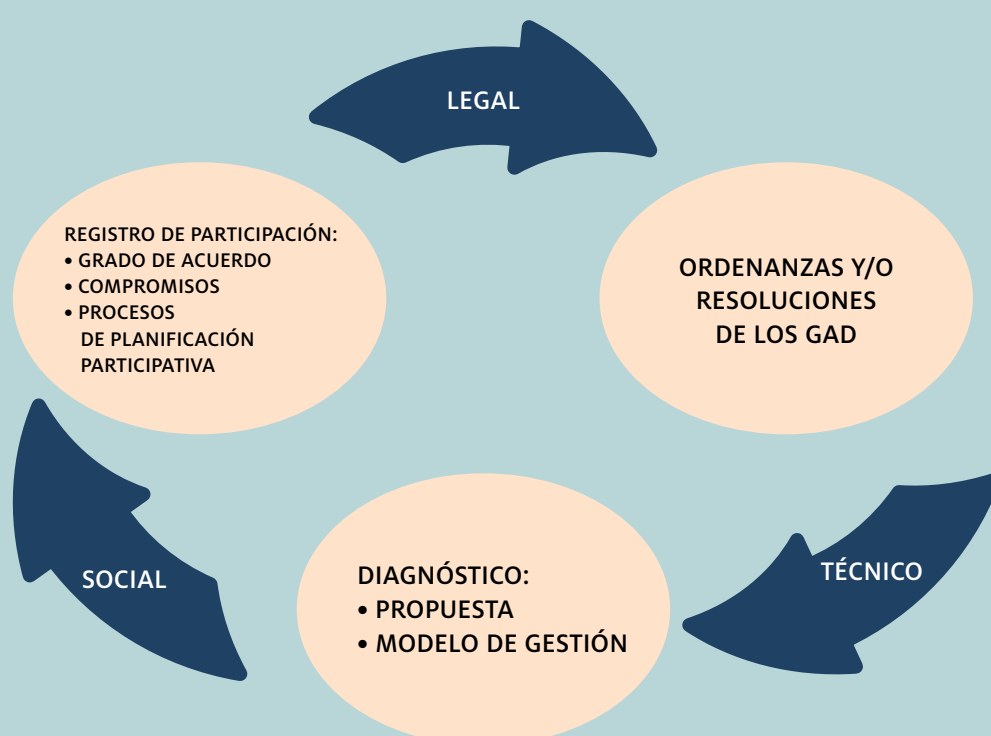 LEGAL
REGISTRO DE PARTICIPACIÓN:
• GRADO DE ACUERDO
• COMPROMISOS
• PROCESOS
DE PLANIFICACIÓN
PARTICIPATIVA
ORDENANZAS Y/O
RESOLUCIONES
DE LOS GAD
SOCIAL
DIAGNÓSTICO:
• PROPUESTA
• MODELO DE GESTIÓN
TÉCNICO